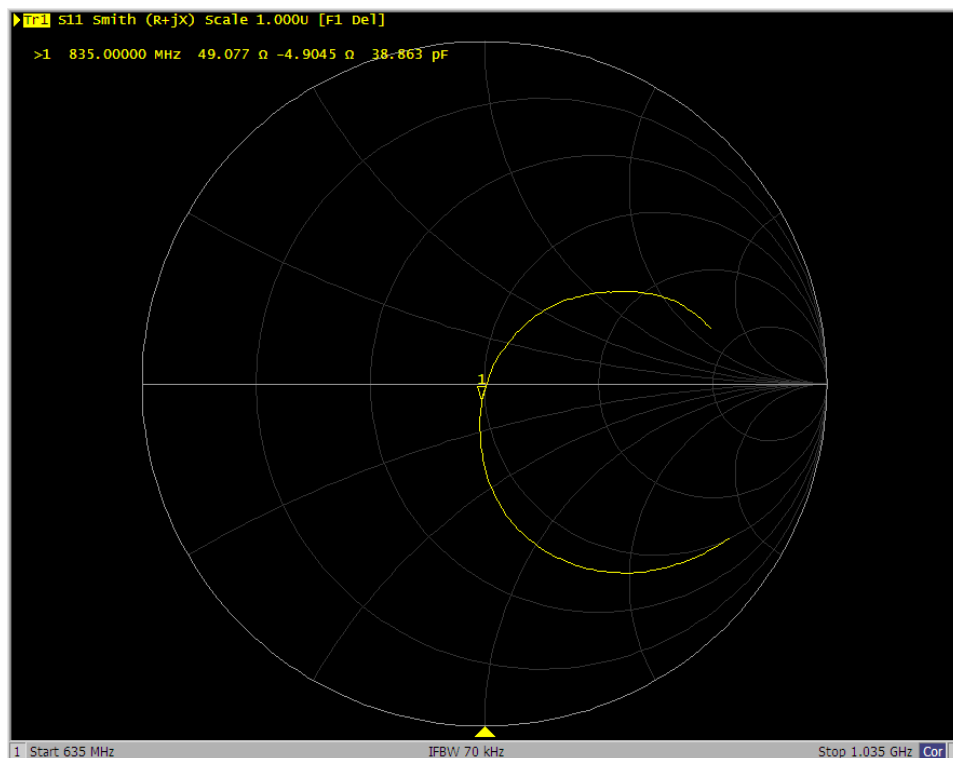 Tr1 S11 Smith (R+jX) Scale 1.000U [F1 Del]
>1 835.00000 MHz 49.077 Ω -4.9045 Ω 38.863 pF
1
1 Start 635 MHz IFBW 70 kHz Stop 1.035 GHz Cor